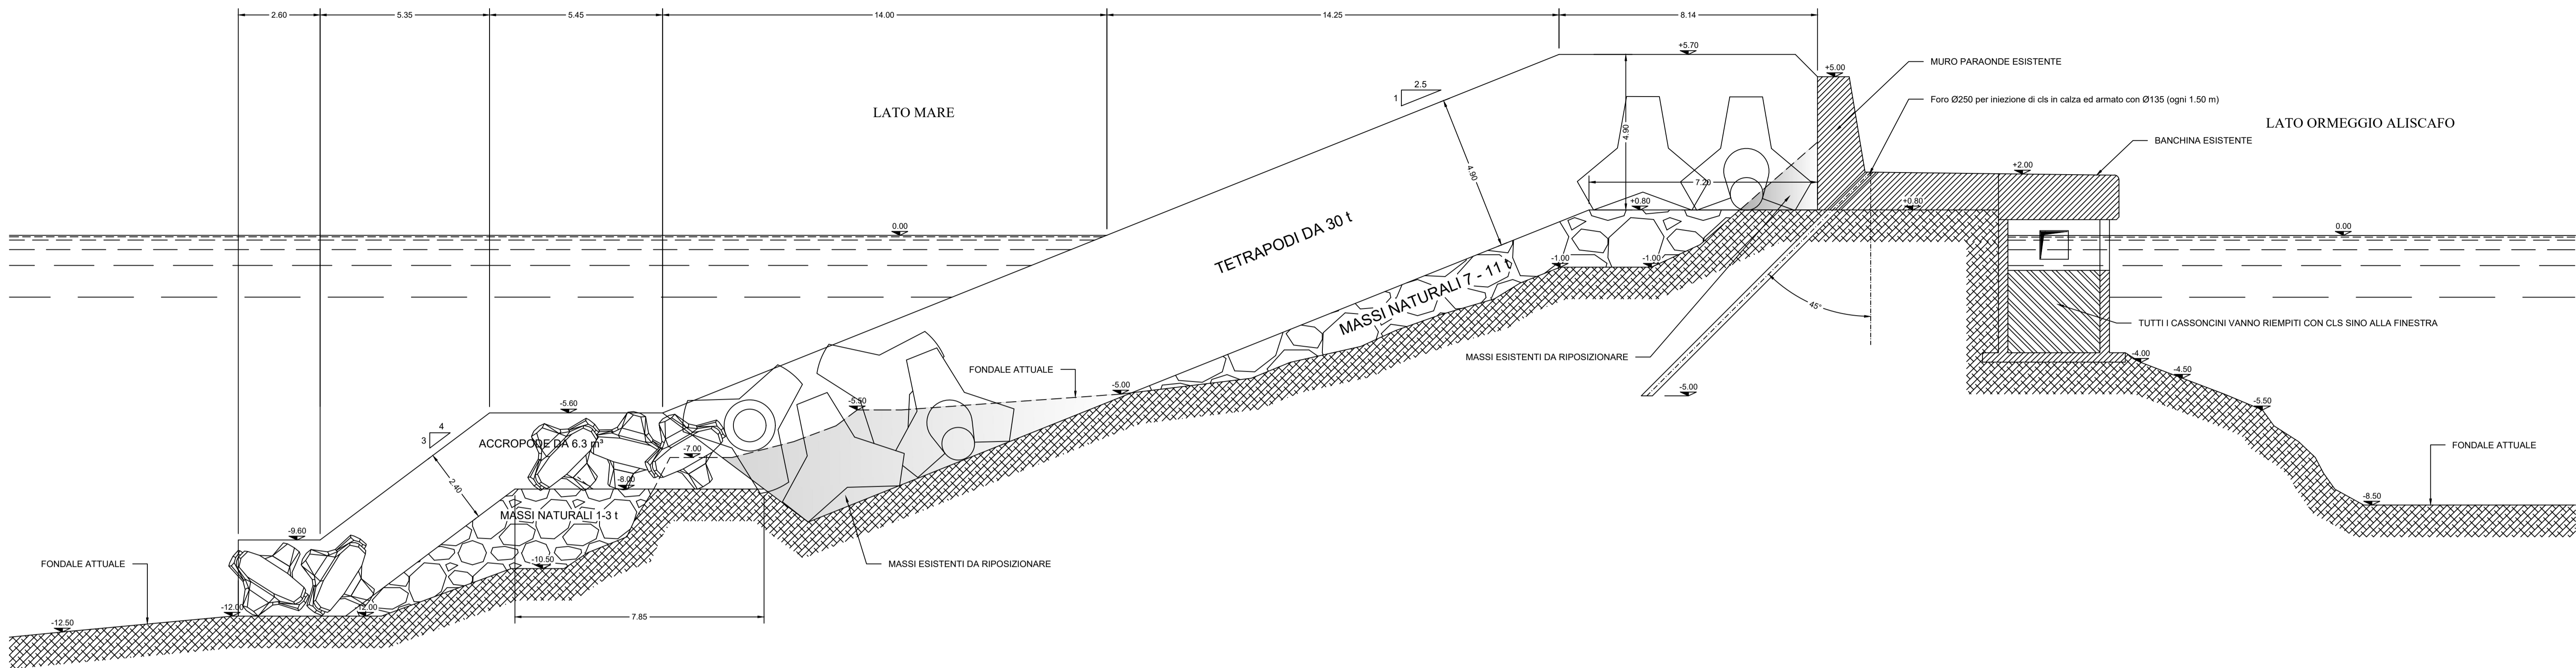 2.60
5.35
5.45
14.00
14.25
8.14
+5.70
+5.00
MURO PARAONDE ESISTENTE
Foro Ø250 per iniezione di cls in calza ed armato con Ø135 (ogni 1.50 m)
LATO ORMEGGIO ALISCAFO
BANCHINA ESISTENTE
LATO MARE
2.5
1
4.90
4.90
+2.00
7.20
+0.80
+0.80
0.00
0.00
TETRAPODI DA 30 t
-1.00
-1.00
MASSI NATURALI 7 - 11 t
45°
TUTTI I CASSONCINI VANNO RIEMPITI CON CLS SINO ALLA FINESTRA
MASSI ESISTENTI DA RIPOSIZIONARE
-4.00
-4.50
FONDALE ATTUALE
-5.00
-5.00
-5.60
-5.50
-5.50
4
3
ACCROPODE DA 6.3 m³
-7.00
FONDALE ATTUALE
2.40
-8.00
-8.50
MASSI NATURALI 1-3 t
-9.60
-10.50
FONDALE ATTUALE
MASSI ESISTENTI DA RIPOSIZIONARE
-12.00
-12.00
-12.50
7.85